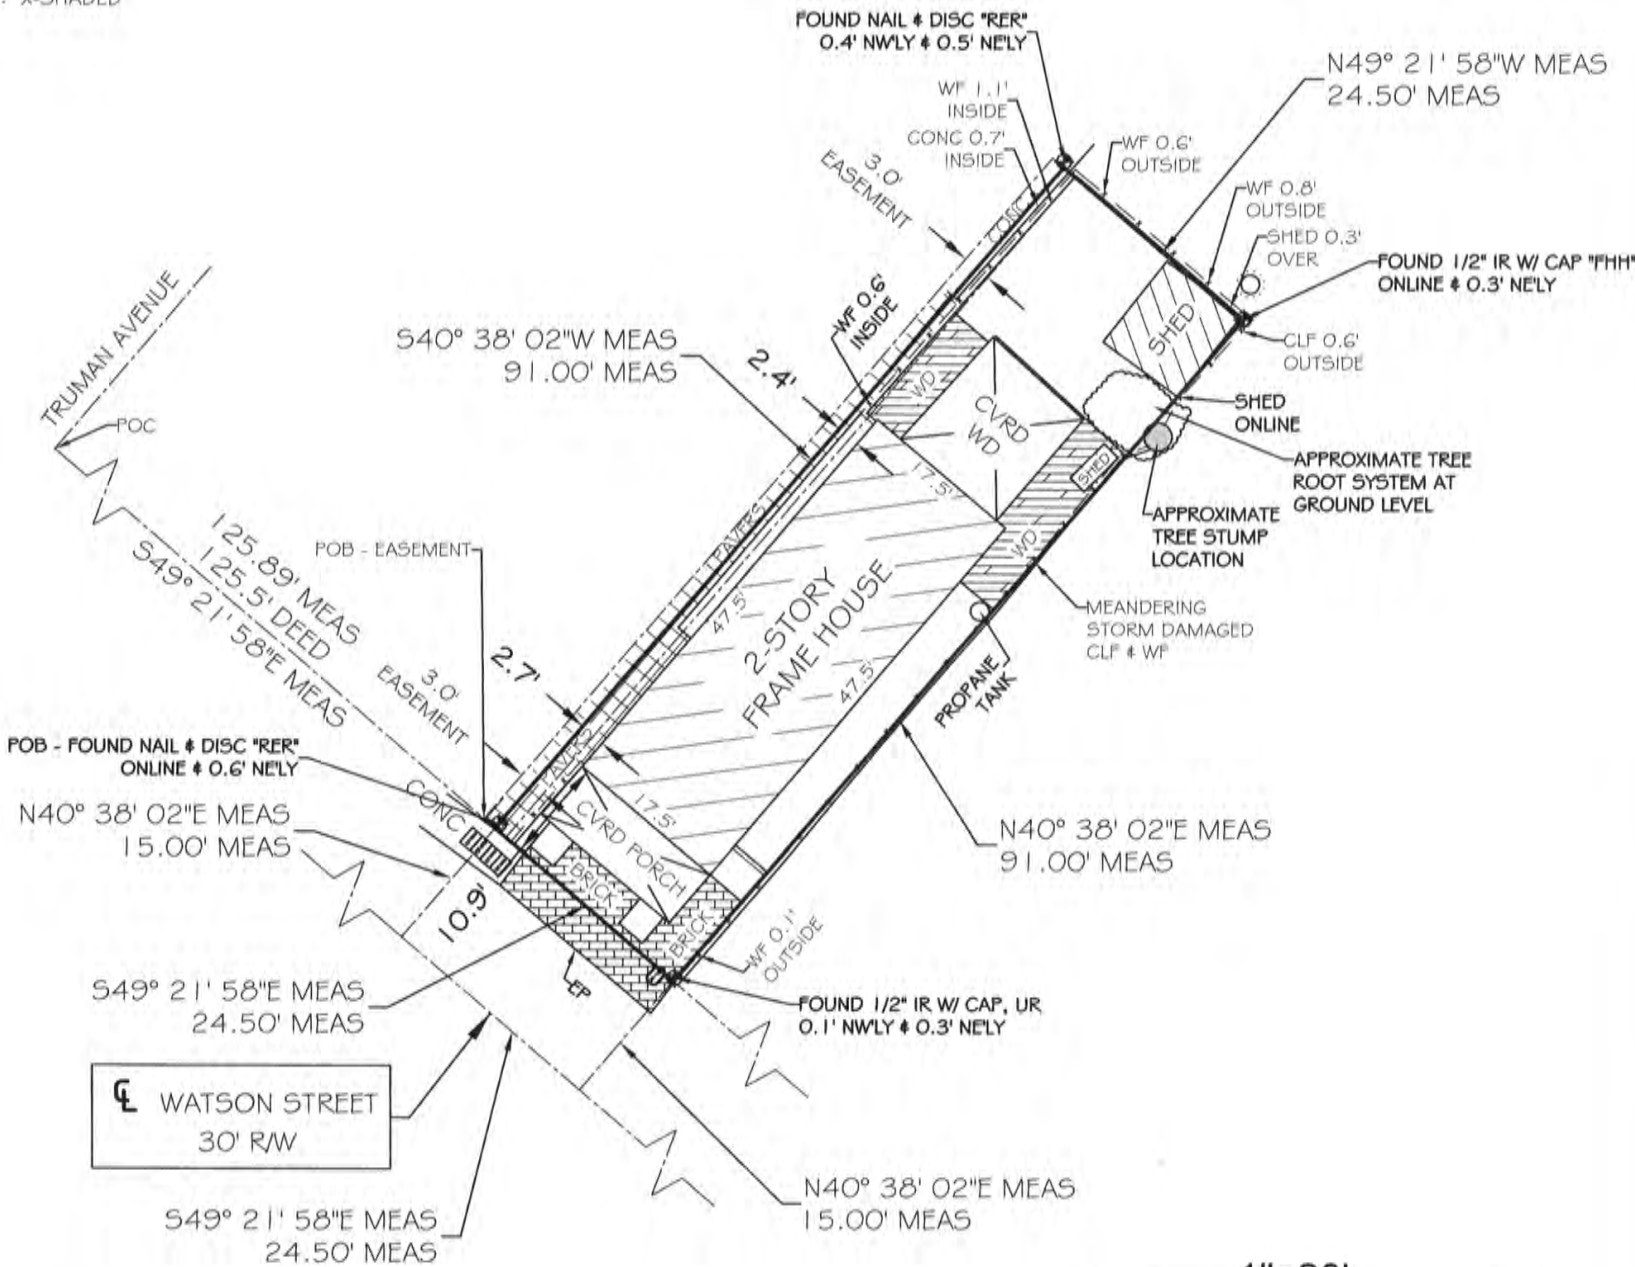 X-SHADED
FOUND NAIL & DISC "RER"
0.4' NW'LY & 0.5' NE'LY
N49° 21' 58"W MEAS
24.50' MEAS
WF 1.1'
INSIDE
CONC 0.7'
INSIDE
WF 0.6'
OUTSIDE
3.0'
EASEMENT
CONC
WF 0.8'
OUTSIDE
SHED 0.3'
OVER
FOUND 1/2" IR W/ CAP "FHH"
ONLINE & 0.3' NE'LY
TRUMAN AVENUE
POC
WF 0.6'
INSIDE
S40° 38' 02"W MEAS
91.00' MEAS
2.4'
SHED
CLF 0.6'
OUTSIDE
WD
CVRD
WD
SHED
ONLINE
SHED
APPROXIMATE TREE
ROOT SYSTEM AT
GROUND LEVEL
APPROXIMATE
TREE STUMP
LOCATION
17.5'
WD
PAVERS
125.89' MEAS
125.5' DEED
S49° 21' 58"E MEAS
POB - EASEMENT
47.5'
2-STORY
FRAME HOUSE
47.5'
MEANDERING
STORM DAMAGED
CLF & WF
PROPANE
TANK
3.0'
EASEMENT
2.7'
PAVERS
POB - FOUND NAIL & DISC "RER"
ONLINE & 0.6' NE'LY
CONC
N40° 38' 02"E MEAS
15.00' MEAS
17.5'
CVRD PORCH
BRICK
BRICK
N40° 38' 02"E MEAS
91.00' MEAS
10.9'
WF 0.1'
OUTSIDE
EP
S49° 21' 58"E MEAS
24.50' MEAS
FOUND 1/2" IR W/ CAP, UR
0.1' NW'LY & 0.3' NE'LY
℄ WATSON STREET
30' R/W
N40° 38' 02"E MEAS
15.00' MEAS
S49° 21' 58"E MEAS
24.50' MEAS